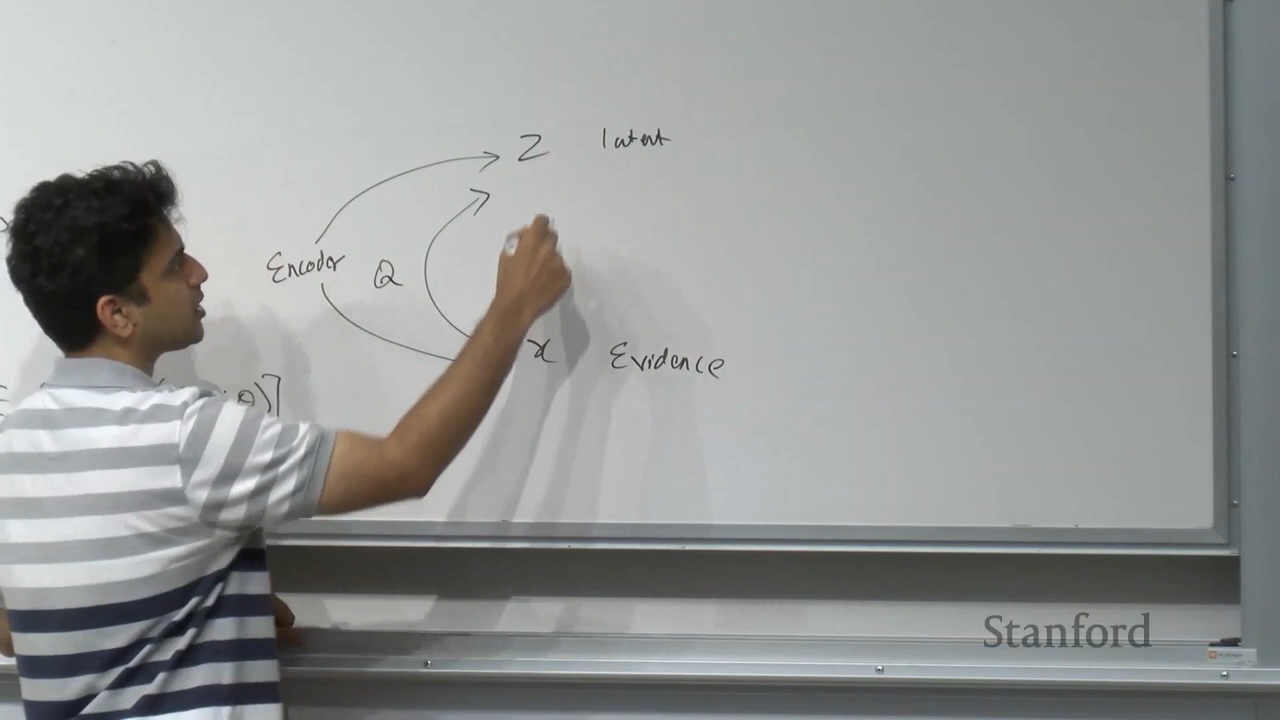 Z latent
Encoder Q
x Evidence
θ)]
Stanford